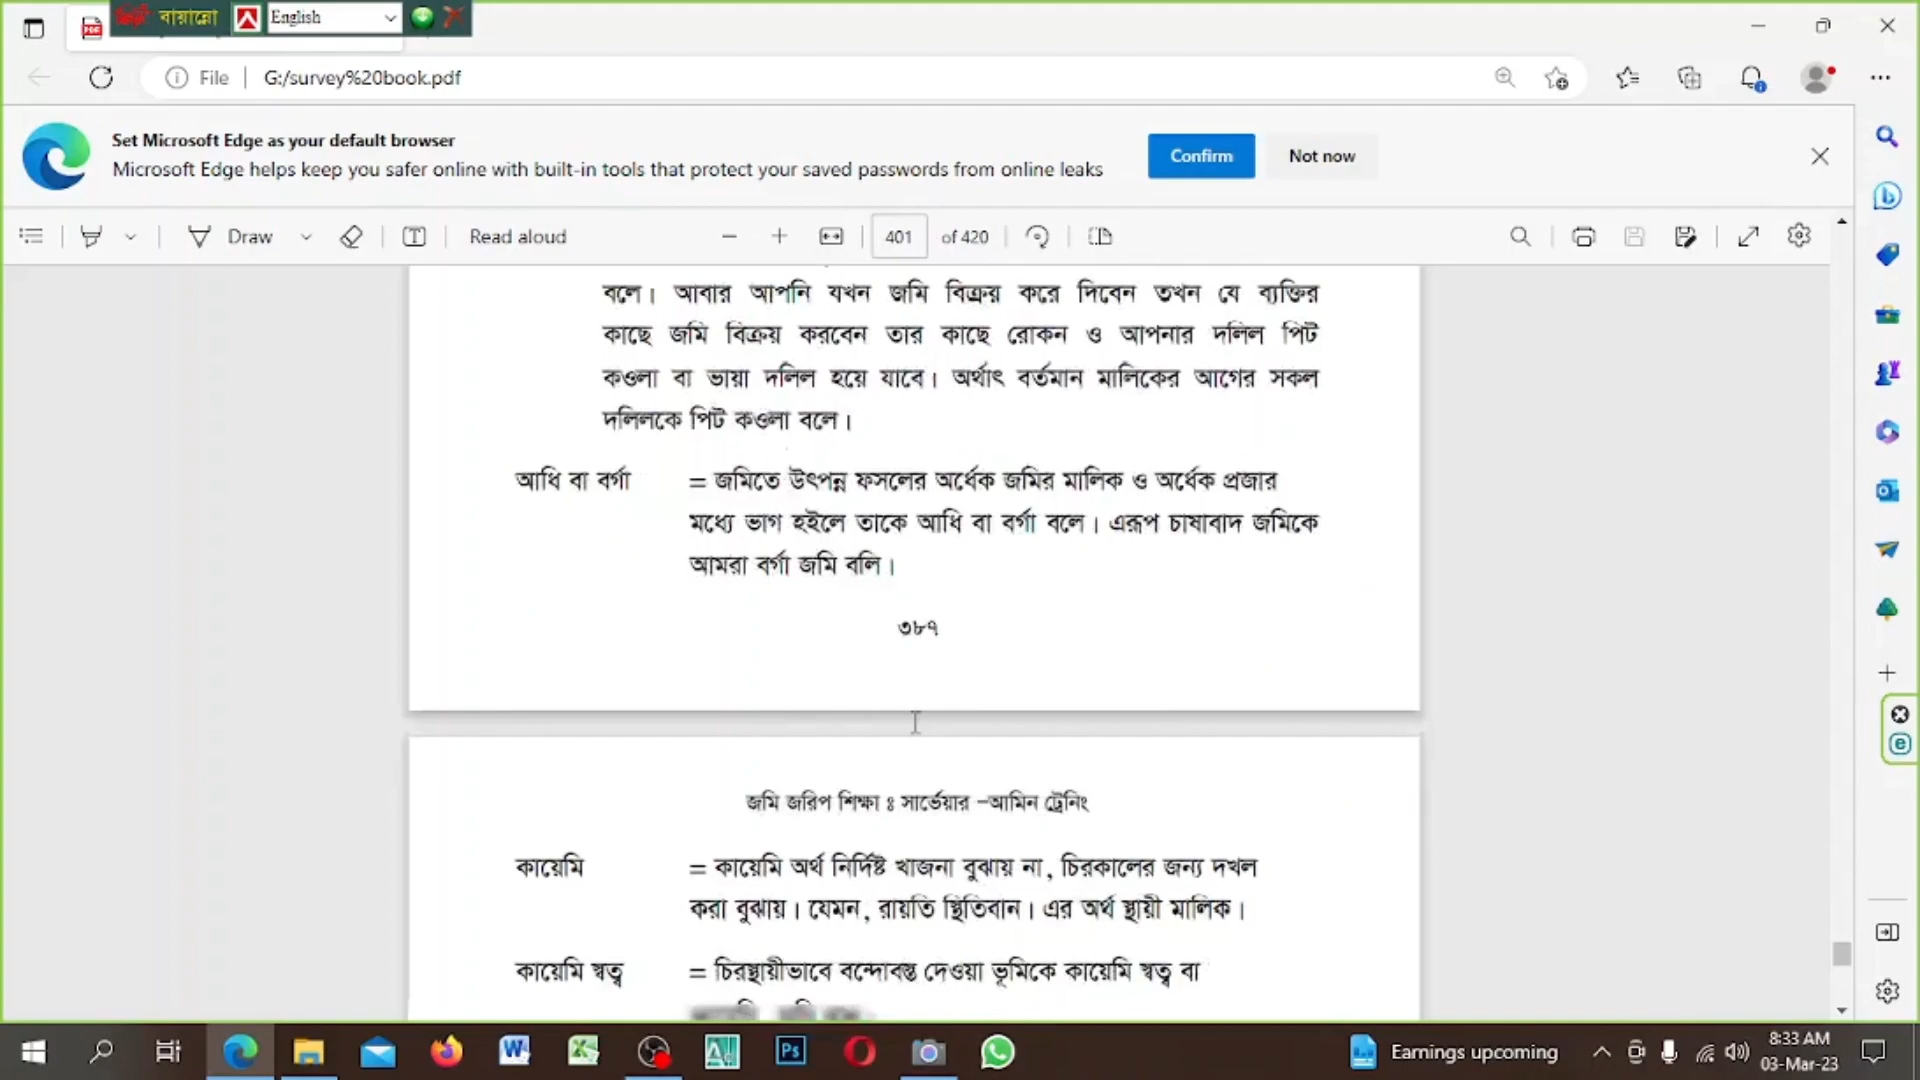 বায়ান্নো
English
File
G:/survey%20book.pdf
Set Microsoft Edge as your default browser
Microsoft Edge helps keep you safer online with built-in tools that protect your saved passwords from online leaks
Confirm
Not now
Draw
Read aloud
401 of 420
বলে। আবার আপনি যখন জমি বিক্রয় করে দিবেন তখন যে ব্যক্তির
কাছে জমি বিক্রয় করবেন তার কাছে রোকন ও আপনার দলিল পিট
কওলা বা ভায়া দলিল হয়ে যাবে। অর্থাৎ বর্তমান মালিকের আগের সকল
দলিলকে পিট কওলা বলে।
আধি বা বর্গা = জমিতে উৎপন্ন ফসলের অর্ধেক জমির মালিক ও অর্ধেক প্রজার
মধ্যে ভাগ হইলে তাকে আধি বা বর্গা বলে। এরূপ চাষাবাদ জমিকে
আমরা বর্গা জমি বলি।
৩৮৭
জমি জরিপ শিক্ষা ঃ সার্ভেয়ার –আমিন ট্রেনিং
কায়েমি = কায়েমি অর্থ নির্দিষ্ট খাজনা বুঝায় না, চিরকালের জন্য দখল
করা বুঝায়। যেমন, রায়তি স্থিতিবান। এর অর্থ স্থায়ী মালিক।
কায়েমি স্বত্ব = চিরস্থায়ীভাবে বন্দোবস্ত দেওয়া ভূমিকে কায়েমি স্বত্ব বা
Earnings upcoming
8:33 AM
03-Mar-23